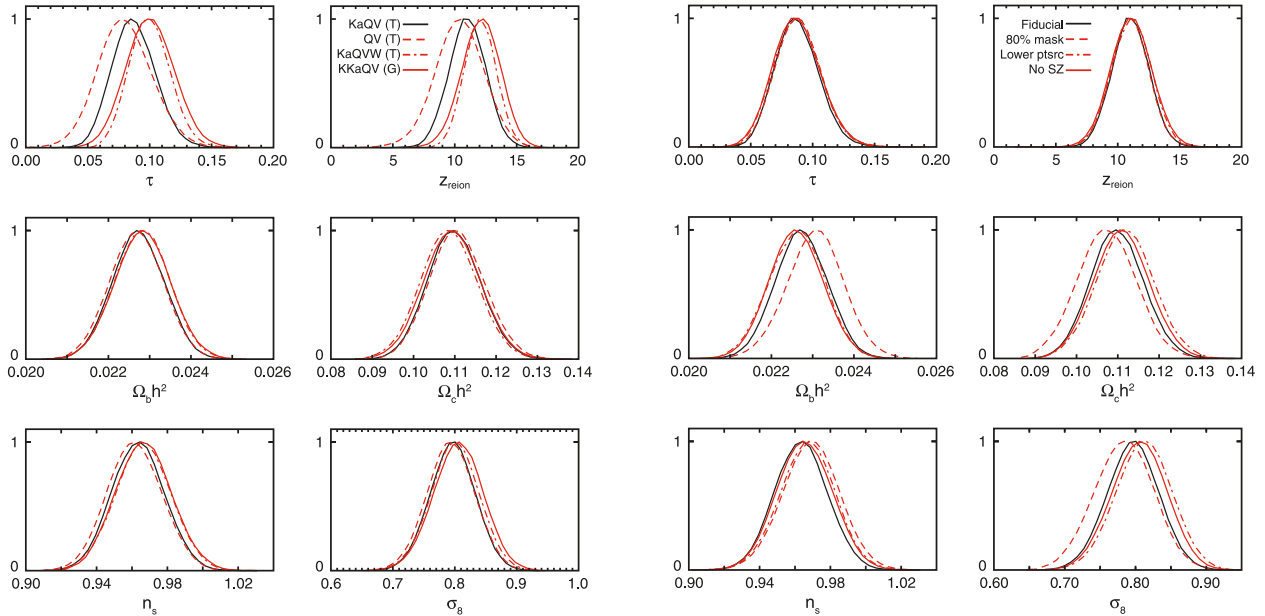 KaQV (T)
QV (T)
KaQVW (T)
KKaQV (G)
1
0
0.00 0.05 0.10 0.15 0.20
τ
1
0
0 5 10 15 20
z_reion
1
0
0.020 0.022 0.024 0.026
Ω_b h²
1
0
0.08 0.09 0.10 0.11 0.12 0.13 0.14
Ω_c h²
1
0
0.90 0.94 0.98 1.02
n_s
1
0
0.6 0.7 0.8 0.9 1.0
σ_8
Fiducial
80% mask
Lower ptsrc
No SZ
1
0
0.00 0.05 0.10 0.15 0.20
τ
1
0
0 5 10 15 20
z_reion
1
0
0.020 0.022 0.024 0.026
Ω_b h²
1
0
0.08 0.09 0.10 0.11 0.12 0.13 0.14
Ω_c h²
1
0
0.90 0.94 0.98 1.02
n_s
1
0
0.60 0.70 0.80 0.90
σ_8